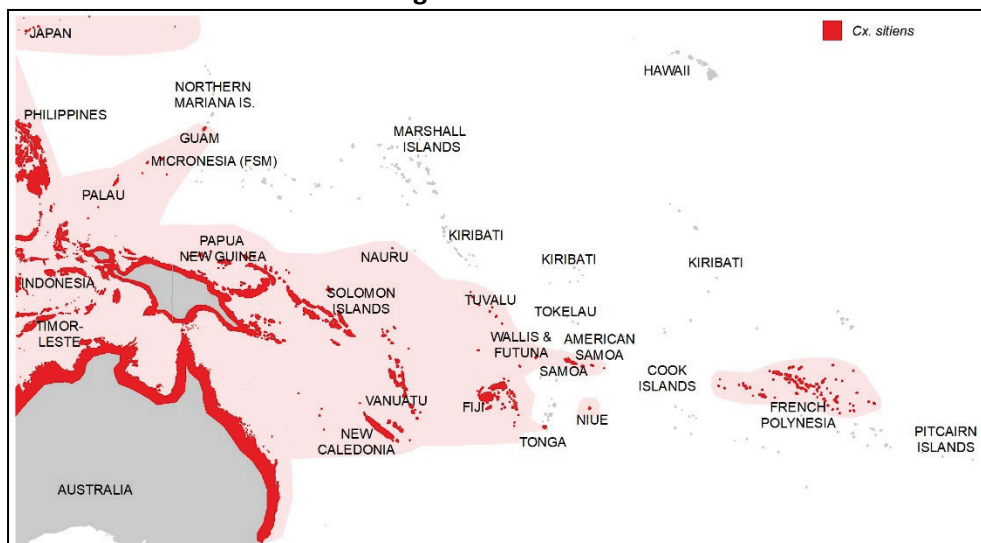 JAPAN
Cx. sitiens
HAWAII
NORTHERN
MARIANA IS.
PHILIPPINES
GUAM
MARSHALL
ISLANDS
MICRONESIA (FSM)
PALAU
KIRIBATI
PAPUA
NEW GUINEA
NAURU
KIRIBATI
KIRIBATI
INDONESIA
SOLOMON
ISLANDS
TUVALU
TOKELAU
TIMOR-
LESTE
WALLIS &
FUTUNA
AMERICAN
SAMOA
SAMOA
COOK
ISLANDS
VANUATU
FIJI
NIUE
FRENCH
POLYNESIA
NEW
CALEDONIA
TONGA
PITCAIRN
ISLANDS
AUSTRALIA